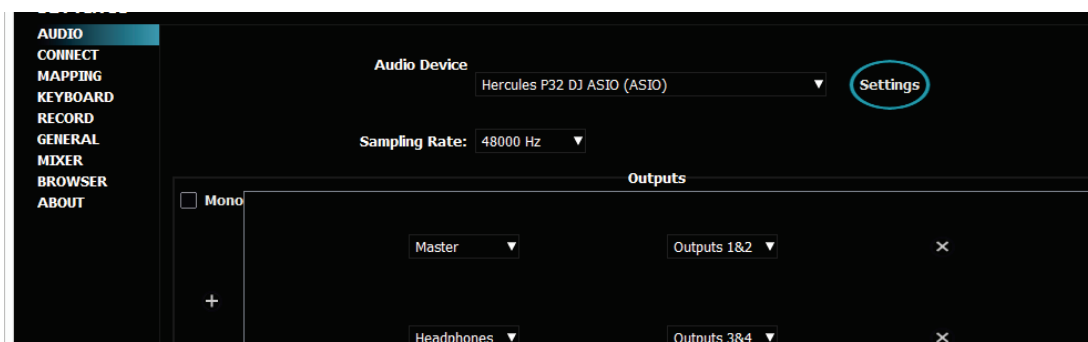 AUDIO
CONNECT
MAPPING
KEYBOARD
RECORD
GENERAL
MIXER
BROWSER
ABOUT
Audio Device
Hercules P32 DJ ASIO (ASIO)
Settings
Sampling Rate: 48000 Hz
Outputs
Mono
Master Outputs 1&2
Headphones Outputs 3&4